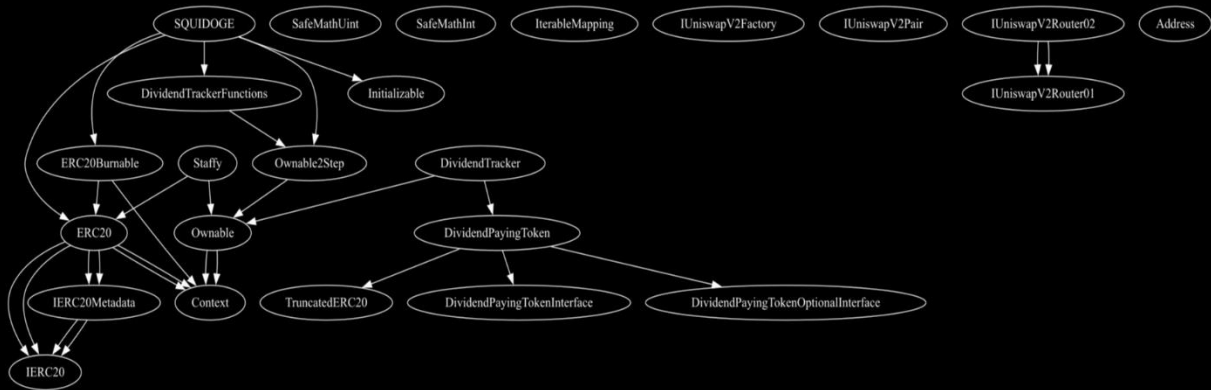 SQUIDOGE
SafeMathUint
SafeMathInt
IterableMapping
IUniswapV2Factory
IUniswapV2Pair
IUniswapV2Router02
Address
DividendTrackerFunctions
Initializable
IUniswapV2Router01
ERC20Burnable
Staffy
Ownable2Step
DividendTracker
ERC20
Ownable
DividendPayingToken
IERC20Metadata
Context
TruncatedERC20
DividendPayingTokenInterface
DividendPayingTokenOptionalInterface
IERC20